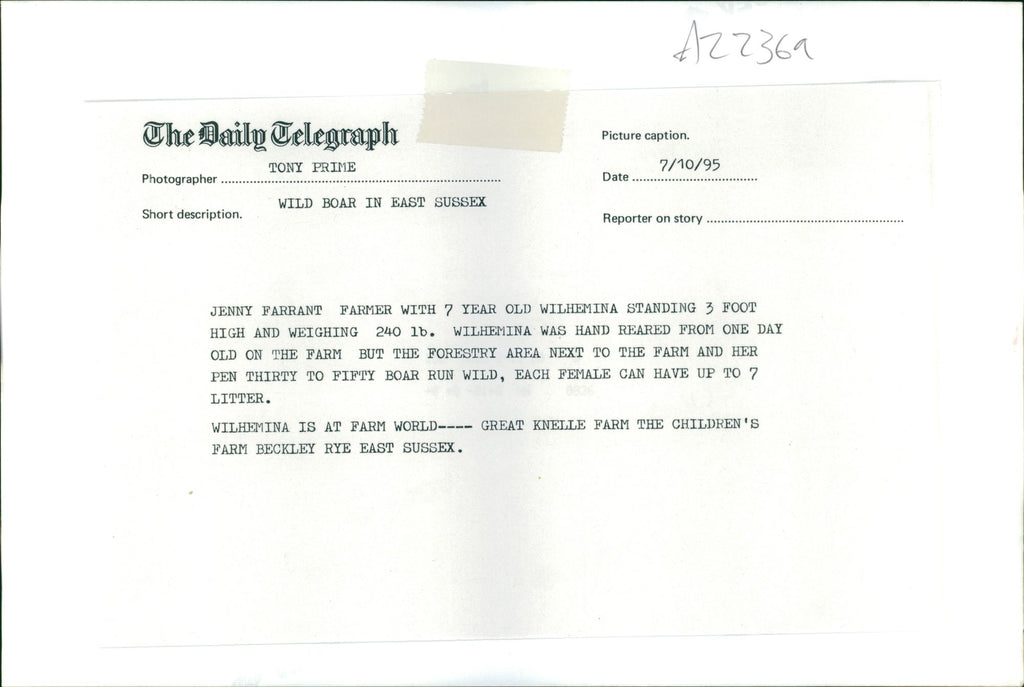 A2236a
The Daily Telegraph
Picture caption.
Photographer TONY PRIME
Date 7/10/95
Short description. WILD BOAR IN EAST SUSSEX
Reporter on story
JENNY FARRANT FARMER WITH 7 YEAR OLD WILHEMINA STANDING 3 FOOT
HIGH AND WEIGHING 240 lb. WILHEMINA WAS HAND REARED FROM ONE DAY
OLD ON THE FARM BUT THE FORESTRY AREA NEXT TO THE FARM AND HER
PEN THIRTY TO FIFTY BOAR RUN WILD, EACH FEMALE CAN HAVE UP TO 7
LITTER.
WILHEMINA IS AT FARM WORLD---- GREAT KNELLE FARM THE CHILDREN'S
FARM BECKLEY RYE EAST SUSSEX.